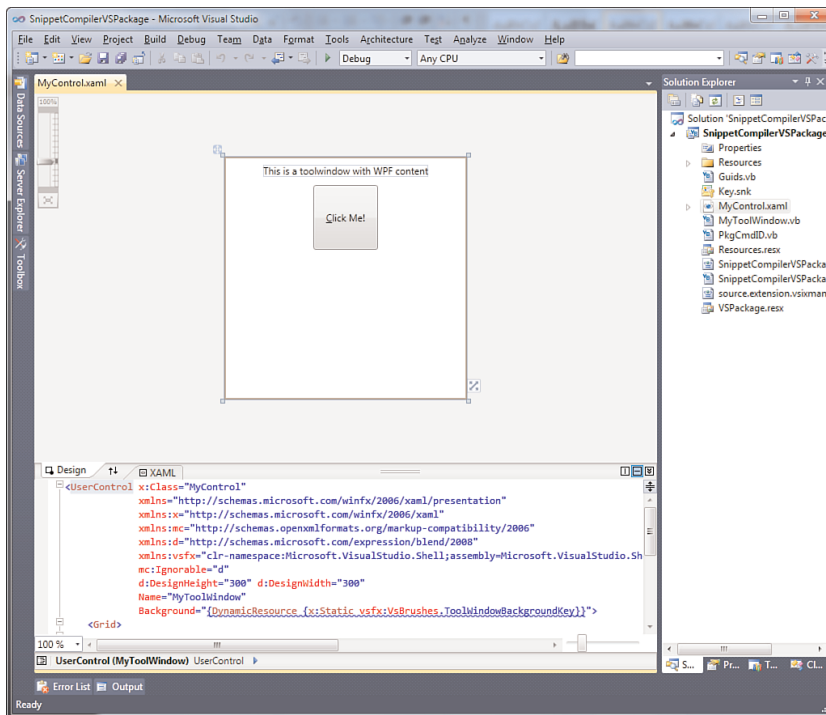 SnippetCompilerVSPackage - Microsoft Visual Studio
File Edit View Project Build Debug Team Data Format Tools Architecture Test Analyze Window Help
Debug Any CPU
MyControl.xaml
Solution Explorer
Data Sources
Server Explorer
Toolbox
100%
This is a toolwindow with WPF content
Click Me!
Solution 'SnippetCompilerVSPac
SnippetCompilerVSPackage
Properties
Resources
Guids.vb
Key.snk
MyControl.xaml
MyToolWindow.vb
PkgCmdID.vb
Resources.resx
SnippetCompilerVSPacka
SnippetCompilerVSPacka
source.extension.vsixman
VSPackage.resx
Design XAML
<UserControl x:Class="MyControl"
xmlns="http://schemas.microsoft.com/winfx/2006/xaml/presentation"
xmlns:x="http://schemas.microsoft.com/winfx/2006/xaml"
xmlns:mc="http://schemas.openxmlformats.org/markup-compatibility/2006"
xmlns:d="http://schemas.microsoft.com/expression/blend/2008"
xmlns:vsfx="clr-namespace:Microsoft.VisualStudio.Shell;assembly=Microsoft.VisualStudio.Sh
mc:Ignorable="d"
d:DesignHeight="300" d:DesignWidth="300"
Name="MyToolWindow"
Background="{DynamicResource {x:Static vsfx:VsBrushes.ToolWindowBackgroundKey}}">
<Grid>
100 %
UserControl (MyToolWindow) UserControl
S... Pr... T... Cl...
Error List Output
Ready